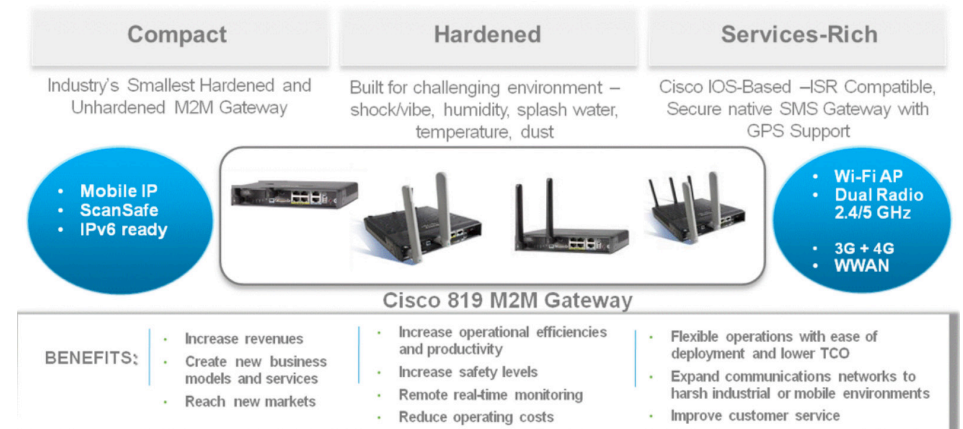 Compact
Industry's Smallest Hardened and
Unhardened M2M Gateway
Hardened
Built for challenging environment –
shock/vibe, humidity, splash water,
temperature, dust
Services-Rich
Cisco IOS-Based –ISR Compatible,
Secure native SMS Gateway with
GPS Support
• Mobile IP
• ScanSafe
• IPv6 ready
• Wi-Fi AP
• Dual Radio
2.4/5 GHz
• 3G + 4G
• WWAN
Cisco 819 M2M Gateway
BENEFITS:
• Increase revenues
• Create new business
models and services
• Reach new markets
• Increase operational efficiencies
and productivity
• Increase safety levels
• Remote real-time monitoring
• Reduce operating costs
• Flexible operations with ease of
deployment and lower TCO
• Expand communications networks to
harsh industrial or mobile environments
• Improve customer service